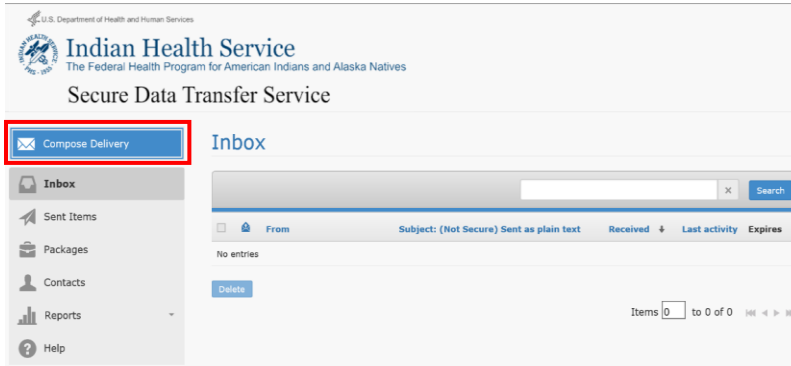 U.S. Department of Health and Human Services
Indian Health Service
The Federal Health Program for American Indians and Alaska Natives
Secure Data Transfer Service
Compose Delivery
Inbox
Sent Items
Packages
Contacts
Reports
Help
Inbox
× Search
From Subject: (Not Secure) Sent as plain text Received Last activity Expires
No entries
Delete
Items 0 to 0 of 0